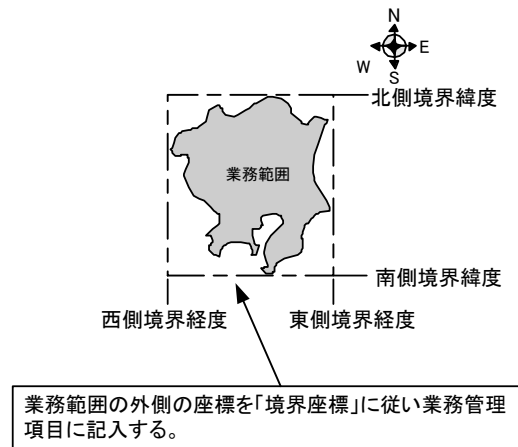 N
W
E
S
北側境界緯度
業務範囲
南側境界緯度
西側境界経度
東側境界経度
業務範囲の外側の座標を「境界座標」に従い業務管理
項目に記入する。